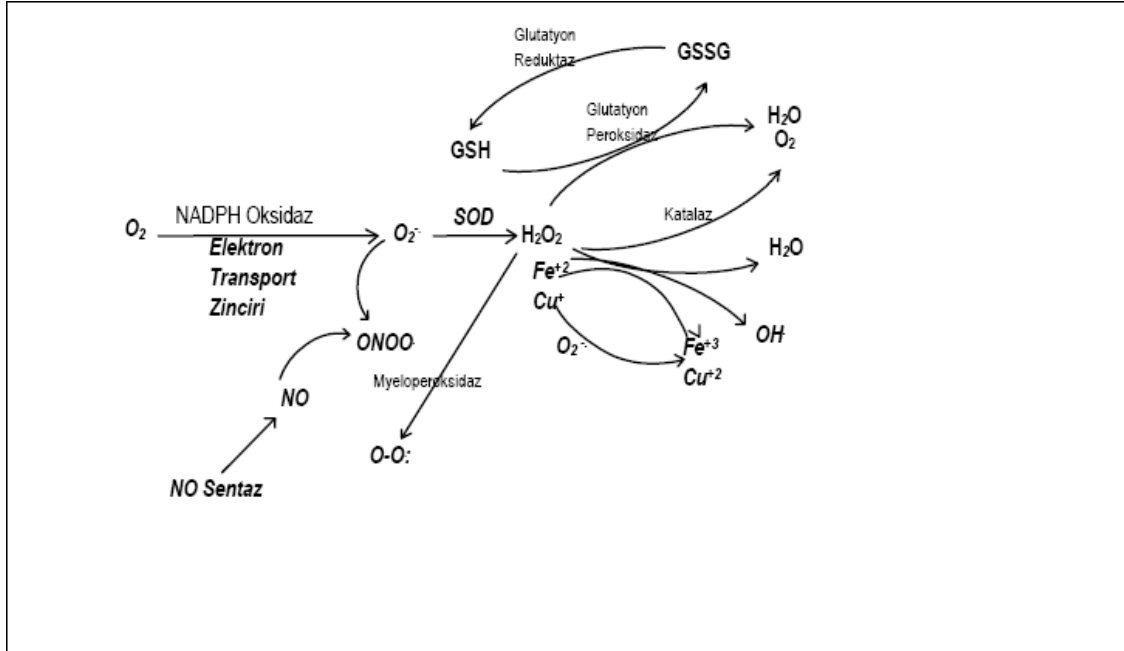 Glutatyon
Reduktaz
GSSG
Glutatyon
Peroksidaz
H₂O
O₂
GSH
O₂
NADPH Oksidaz
Elektron
Transport
Zinciri
O₂⁻·
SOD
H₂O₂
Katalaz
H₂O
Fe⁺²
Cu⁺
O₂⁻·
Fe⁺³
Cu⁺²
OH·
ONOO·
NO
NO Sentaz
Myeloperoksidaz
O-O: